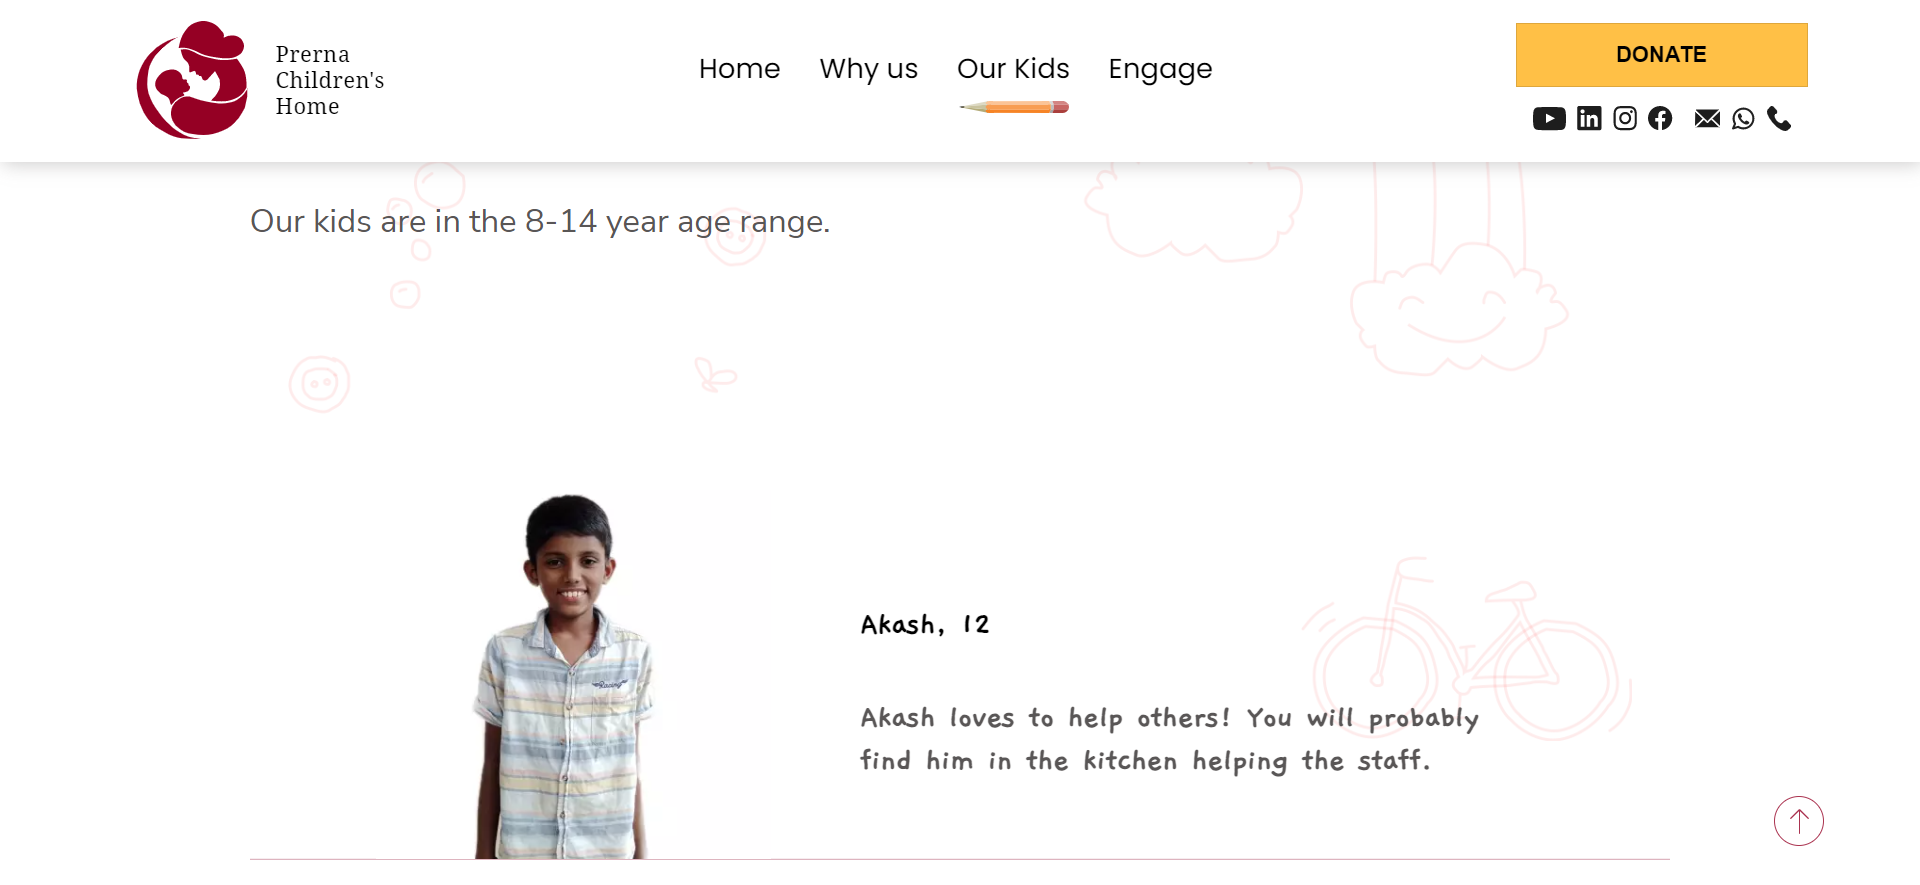 Prerna
Children's
Home
Home Why us Our Kids Engage
DONATE
Our kids are in the 8-14 year age range.
Racing
Akash, 12
Akash loves to help others! You will probably
find him in the kitchen helping the staff.